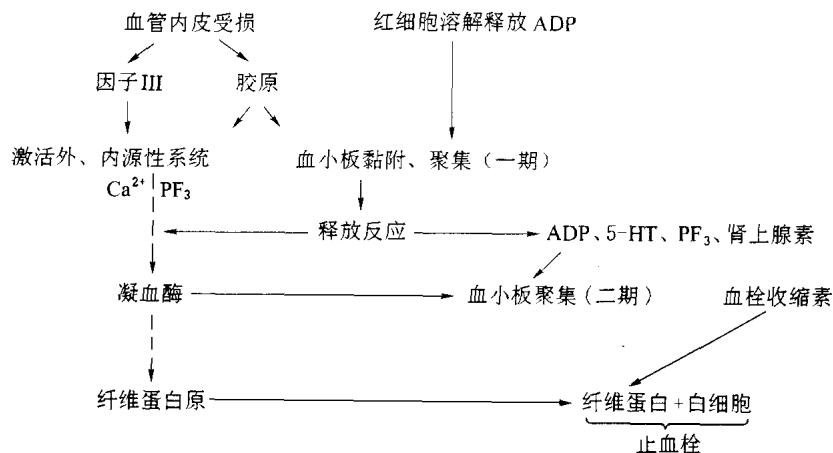 血管内皮受损 红细胞溶解释放 ADP
因子III 胶原
激活外、内源性系统 血小板黏附、聚集(一期)
Ca²⁺ PF₃
释放反应 ADP、5-HT、PF₃、肾上腺素
凝血酶 血小板聚集(二期) 血栓收缩素
纤维蛋白原 纤维蛋白+白细胞
止血栓